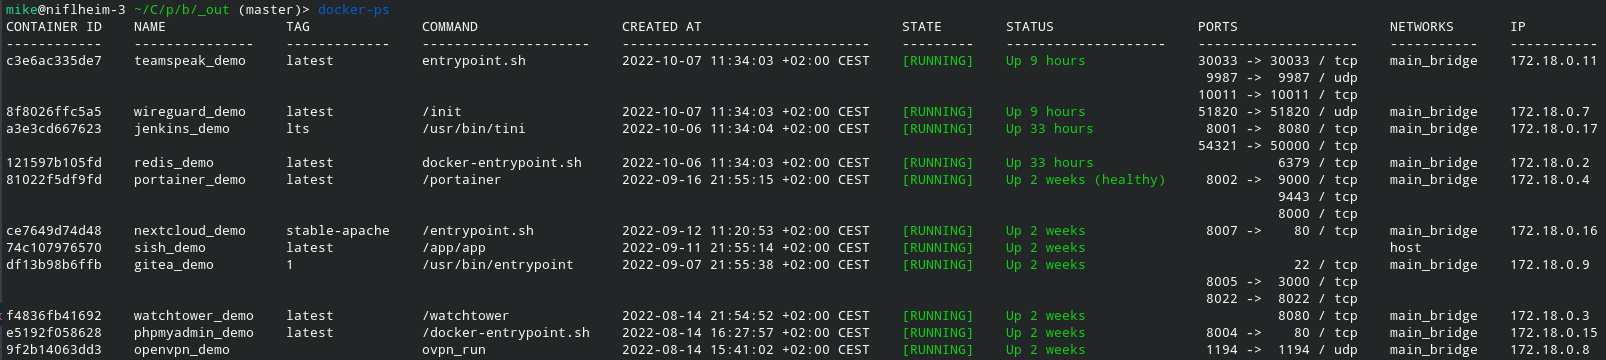 mike@niflheim-3 ~/C/p/b/_out (master)> docker-ps
CONTAINER ID    NAME               TAG              COMMAND                  CREATED AT                         STATE        STATUS                  PORTS                   NETWORKS       IP
------------    ---------------    -------------    ---------------------    -------------------------------    ---------    --------------------    --------------------    -----------    -----------
c3e6ac335de7    teamspeak_demo     latest           entrypoint.sh            2022-10-07 11:34:03 +02:00 CEST    [RUNNING]    Up 9 hours              30033 -> 30033 / tcp    main_bridge    172.18.0.11
9987 ->  9987 / udp
10011 -> 10011 / tcp
8f8026ffc5a5    wireguard_demo     latest           /init                    2022-10-07 11:34:03 +02:00 CEST    [RUNNING]    Up 9 hours              51820 -> 51820 / udp    main_bridge    172.18.0.7
a3e3cd667623    jenkins_demo       lts              /usr/bin/tini            2022-10-06 11:34:04 +02:00 CEST    [RUNNING]    Up 33 hours              8001 ->  8080 / tcp    main_bridge    172.18.0.17
54321 -> 50000 / tcp
121597b105fd    redis_demo         latest           docker-entrypoint.sh     2022-10-06 11:34:03 +02:00 CEST    [RUNNING]    Up 33 hours                       6379 / tcp    main_bridge    172.18.0.2
81022f5df9fd    portainer_demo     latest           /portainer               2022-09-16 21:55:15 +02:00 CEST    [RUNNING]    Up 2 weeks (healthy)     8002 ->  9000 / tcp    main_bridge    172.18.0.4
9443 / tcp
8000 / tcp
ce7649d74d48    nextcloud_demo     stable-apache    /entrypoint.sh           2022-09-12 11:20:53 +02:00 CEST    [RUNNING]    Up 2 weeks               8007 ->    80 / tcp    main_bridge    172.18.0.16
74c107976570    sish_demo          latest           /app/app                 2022-09-11 21:55:14 +02:00 CEST    [RUNNING]    Up 2 weeks                                      host
df13b98b6ffb    gitea_demo         1                /usr/bin/entrypoint      2022-09-07 21:55:38 +02:00 CEST    [RUNNING]    Up 2 weeks                          22 / tcp    main_bridge    172.18.0.9
8005 ->  3000 / tcp
8022 ->  8022 / tcp
f4836fb41692    watchtower_demo    latest           /watchtower              2022-08-14 21:54:52 +02:00 CEST    [RUNNING]    Up 2 weeks                        8080 / tcp    main_bridge    172.18.0.3
e5192f058628    phpmyadmin_demo    latest           /docker-entrypoint.sh    2022-08-14 16:27:57 +02:00 CEST    [RUNNING]    Up 2 weeks               8004 ->    80 / tcp    main_bridge    172.18.0.15
9f2b14063dd3    openvpn_demo                        ovpn_run                 2022-08-14 15:41:02 +02:00 CEST    [RUNNING]    Up 2 weeks               1194 ->  1194 / udp    main_bridge    172.18.0.8